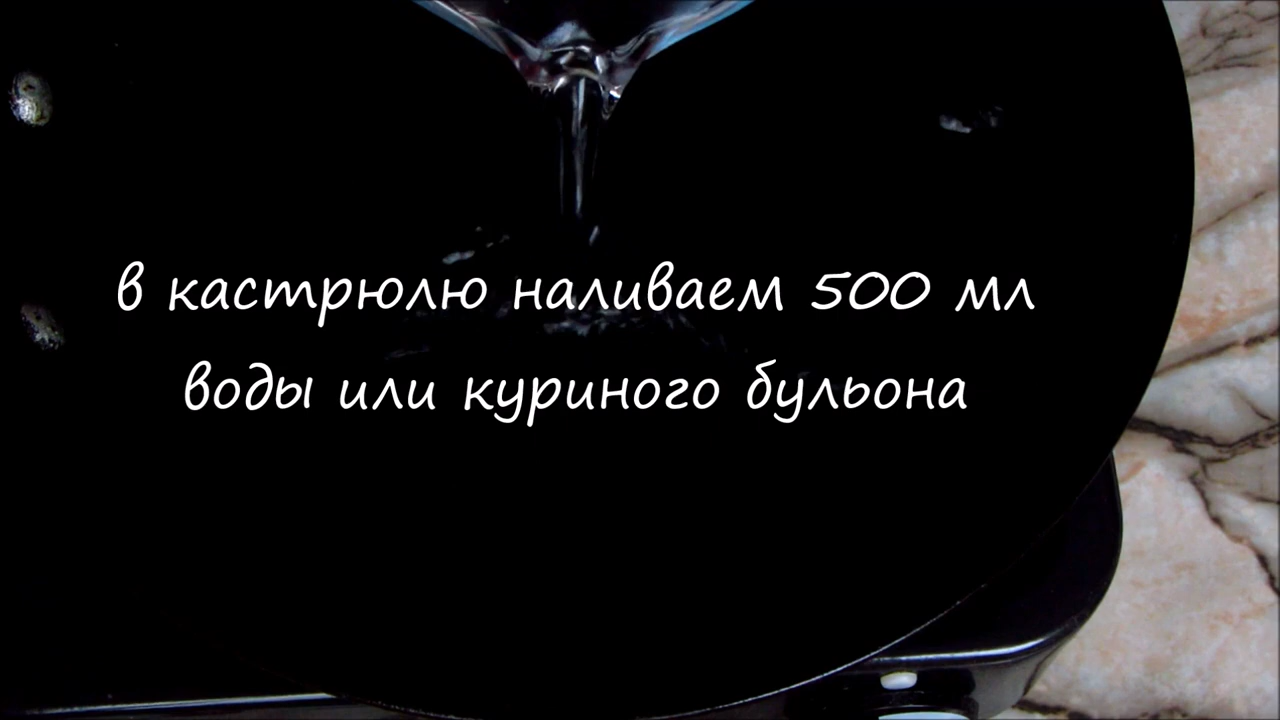 в кастрюлю наливаем 500 мл
воды или куриного бульона